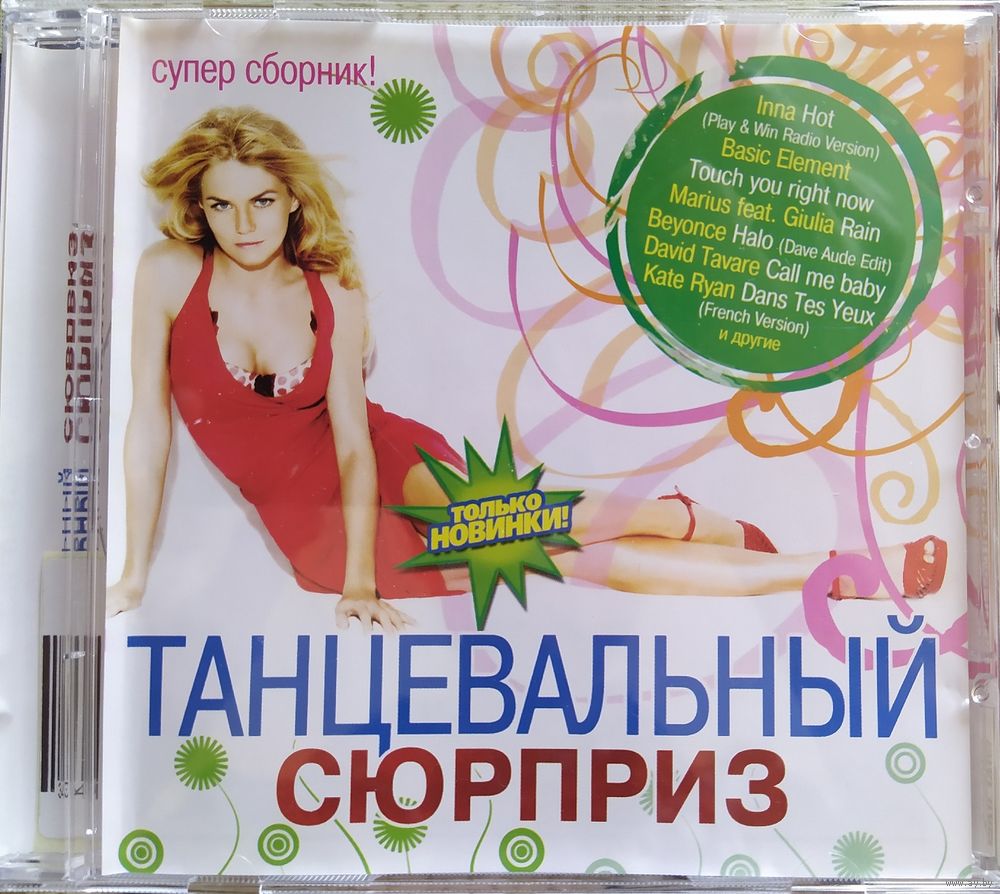 супер сборник!
Inna Hot
(Play & Win Radio Version)
Basic Element
Touch you right now
Marius feat. Giulia Rain
Beyonce Halo (Dave Aude Edit)
David Tavare Call me baby
Kate Ryan Dans Tes Yeux
(French Version)
и другие
ТОЛЬКО
НОВИНКИ!
ТАНЦЕВАЛЬНЫЙ
СЮРПРИЗ